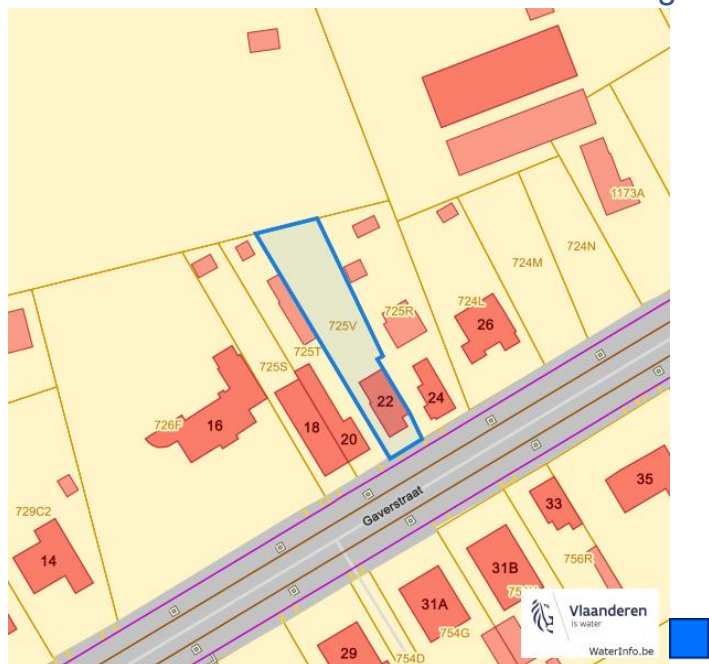 g
1173A
724N
724M
724L
725R
26
725V
725T
725S
22
24
16
726F
18
20
Gaverstraat
35
33
729C2
14
31B
756R
31A
754G
29
754D
Vlaanderen
is water
WaterInfo.be